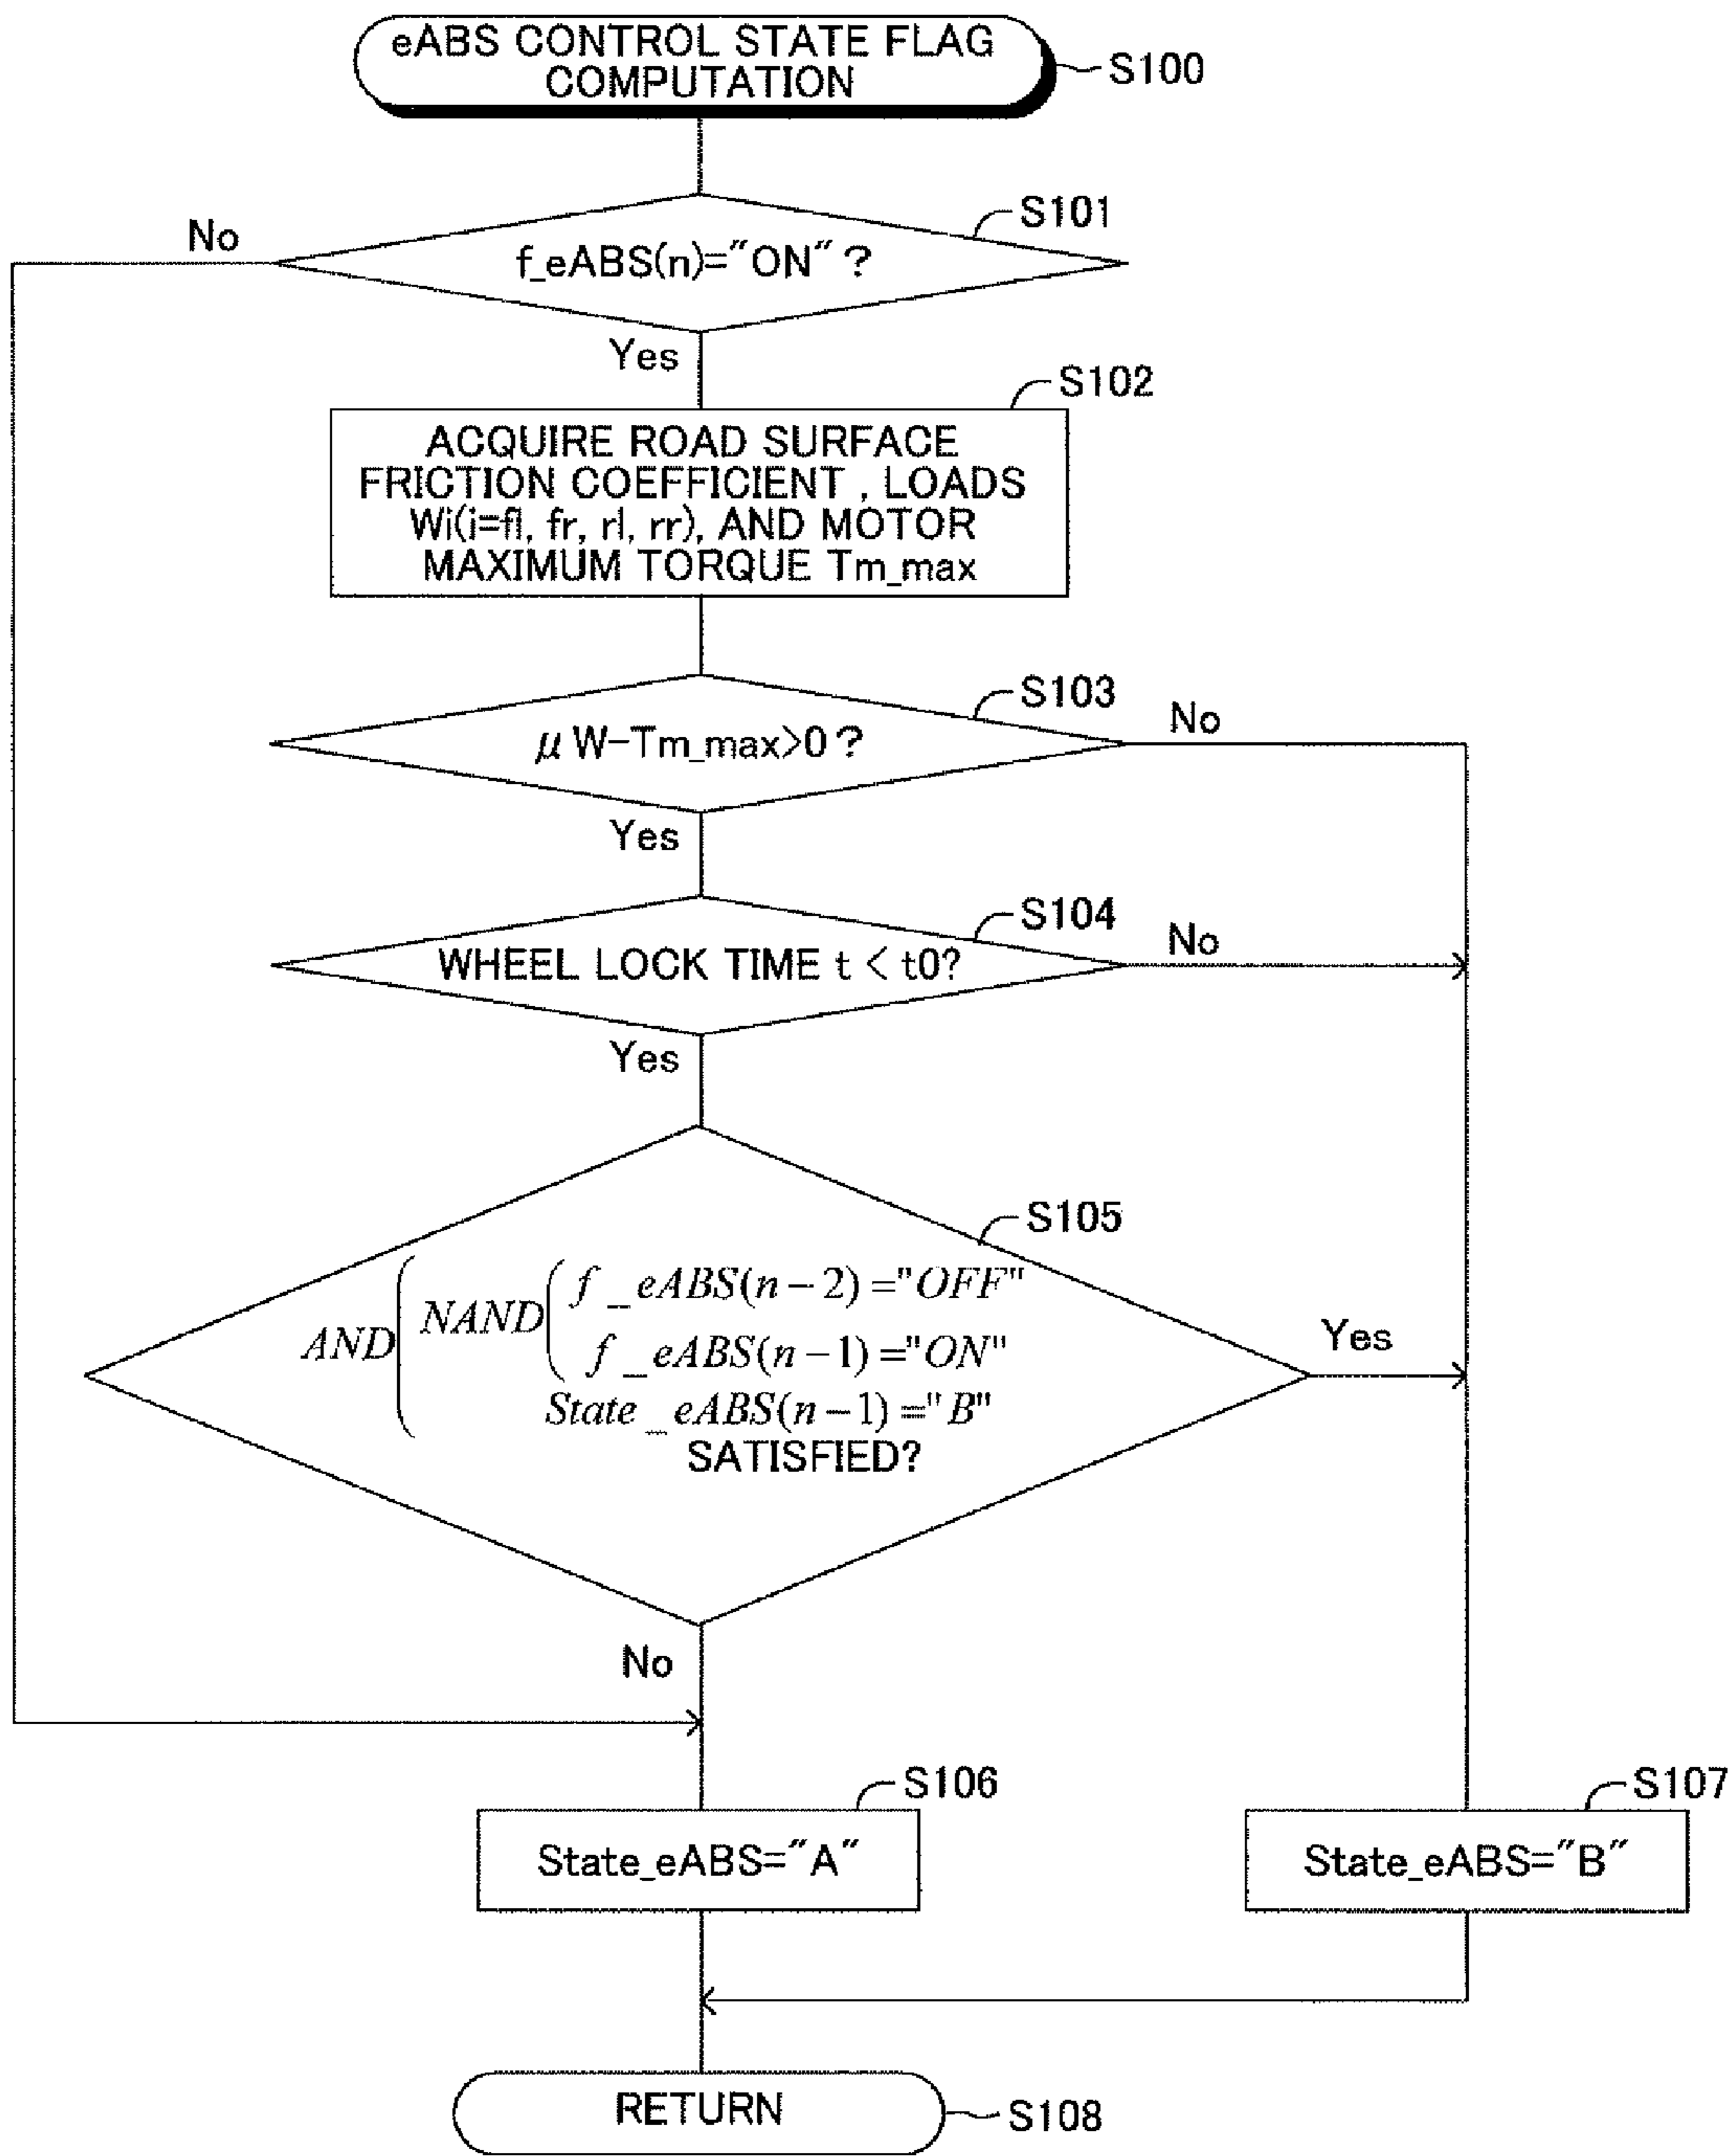 eABS CONTROL STATE FLAG
COMPUTATION
S100
S101
No
f_eABS(n)="ON"?
Yes
S102
ACQUIRE ROAD SURFACE
FRICTION COEFFICIENT , LOADS
Wi(i=fl, fr, rl, rr), AND MOTOR
MAXIMUM TORQUE Tm_max
S103
No
μ W-Tm_max>0?
Yes
S104
No
WHEEL LOCK TIME t < t0?
Yes
S105
f_eABS(n-2)="OFF"
AND NAND
f_eABS(n-1)="ON"
Yes
State_eABS(n-1)="B"
SATISFIED?
No
S106
S107
State_eABS="A"
State_eABS="B"
RETURN
S108